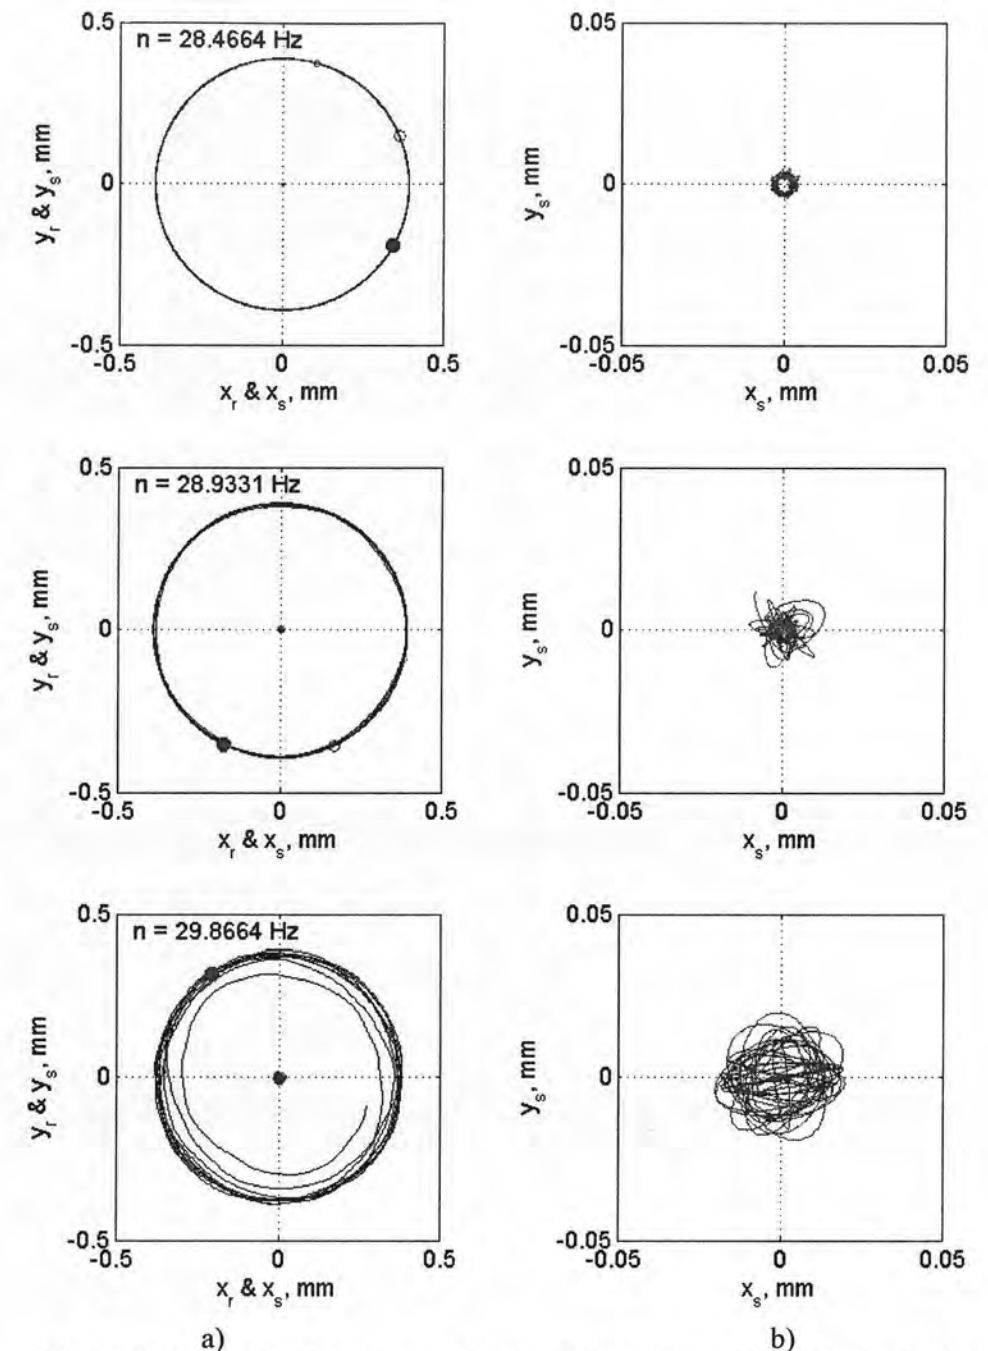 0.5
n = 28.4664 Hz
y_r & y_s, mm
0
-0.5
-0.5 0 0.5
x_r & x_s, mm
0.05
y_s, mm
0
-0.05
-0.05 0 0.05
x_s, mm
0.5
n = 28.9331 Hz
y_r & y_s, mm
0
-0.5
-0.5 0 0.5
x_r & x_s, mm
0.05
y_s, mm
0
-0.05
-0.05 0 0.05
x_s, mm
0.5
n = 29.8664 Hz
y_r & y_s, mm
0
-0.5
-0.5 0 0.5
x_r & x_s, mm
0.05
y_s, mm
0
-0.05
-0.05 0 0.05
x_s, mm
a) b)